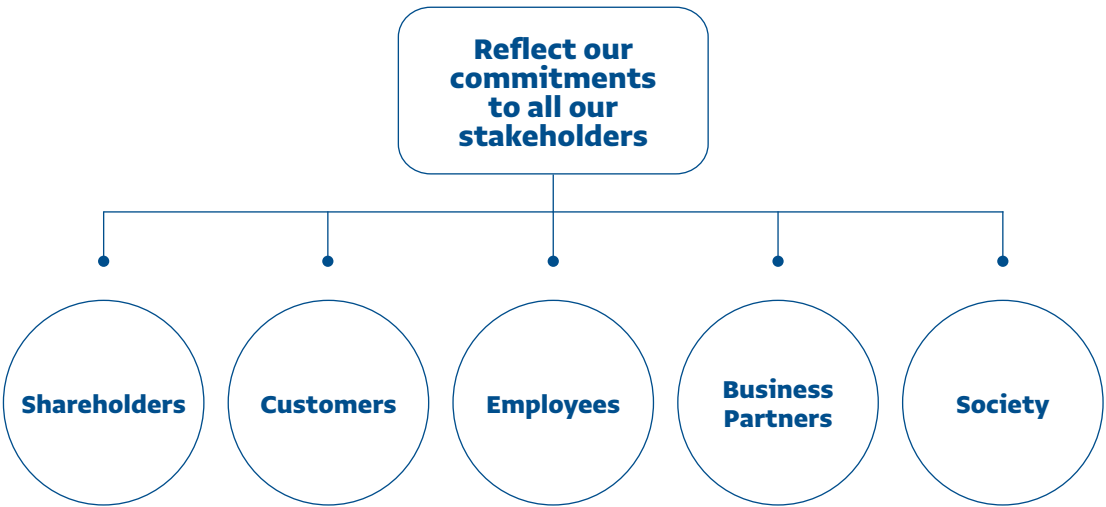 Reflect our
commitments
to all our
stakeholders
Shareholders
Customers
Employees
Business
Partners
Society